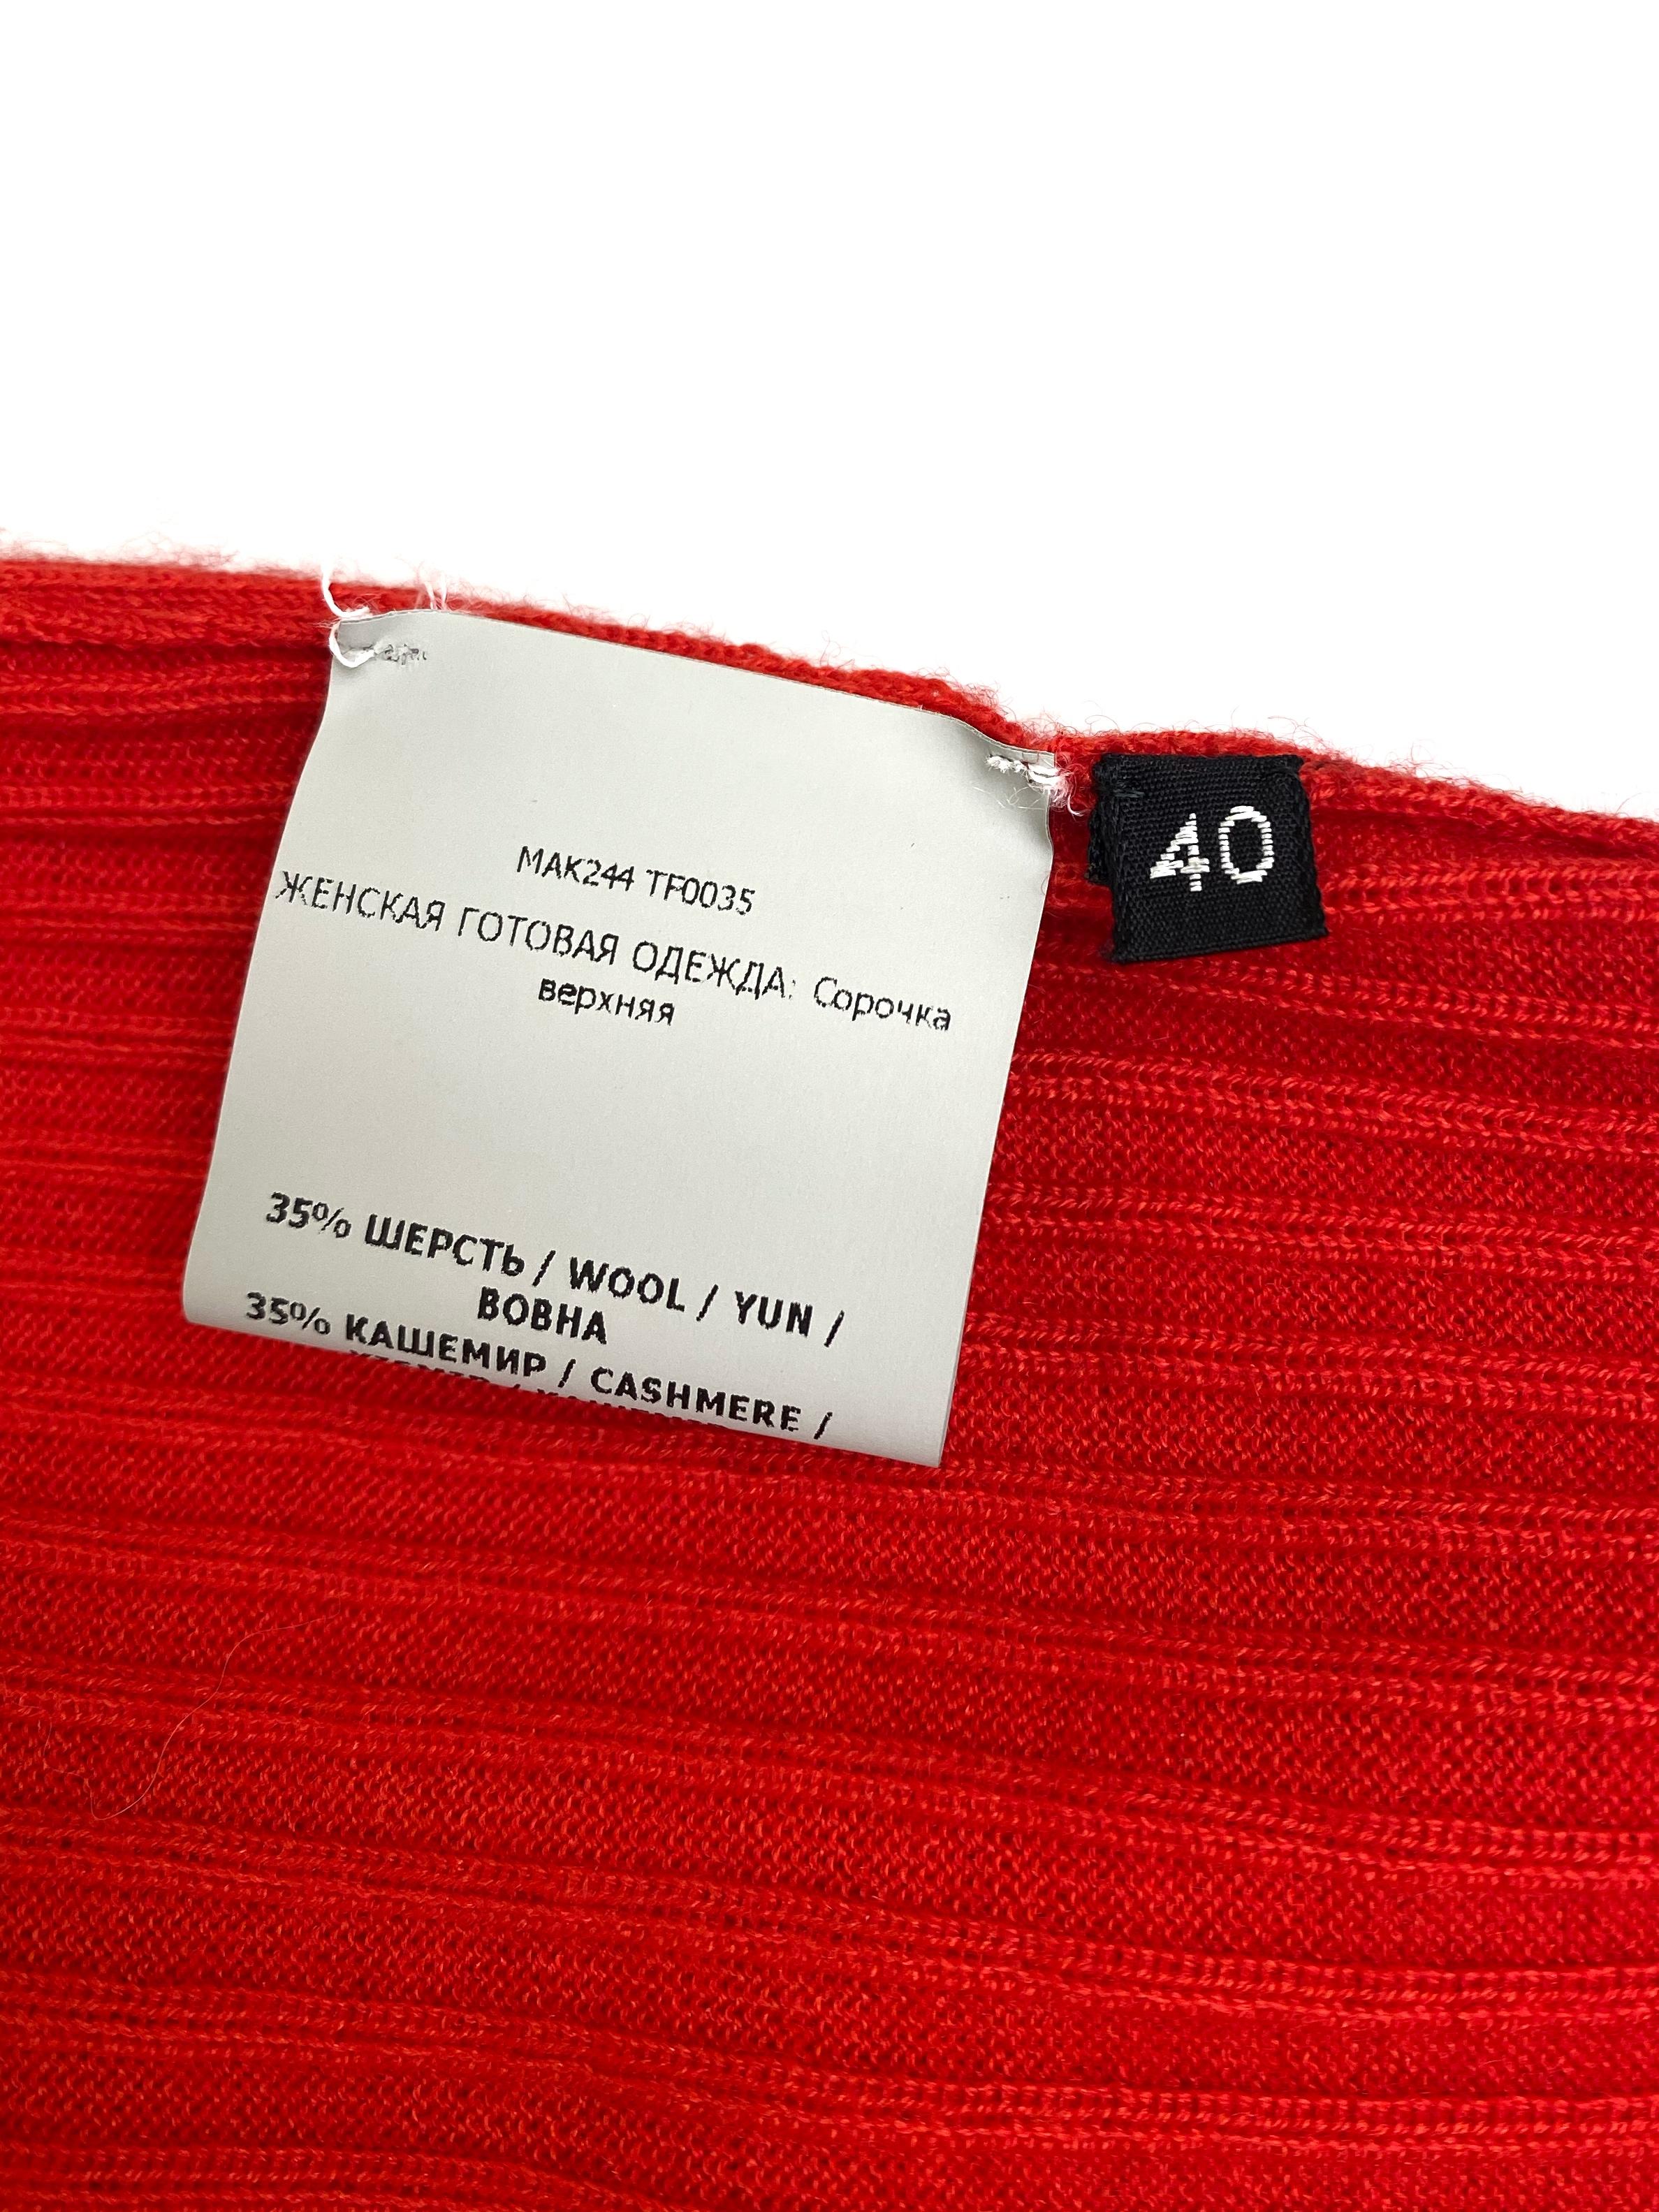 MAK244 TF0035
ЖЕНСКАЯ ГОТОВАЯ ОДЕЖДА: Сорочка
верхняя
35% ШЕРСТЬ / WOOL / YUN /
ВОВНА
35% КАШЕМИР / CASHMERE /
40